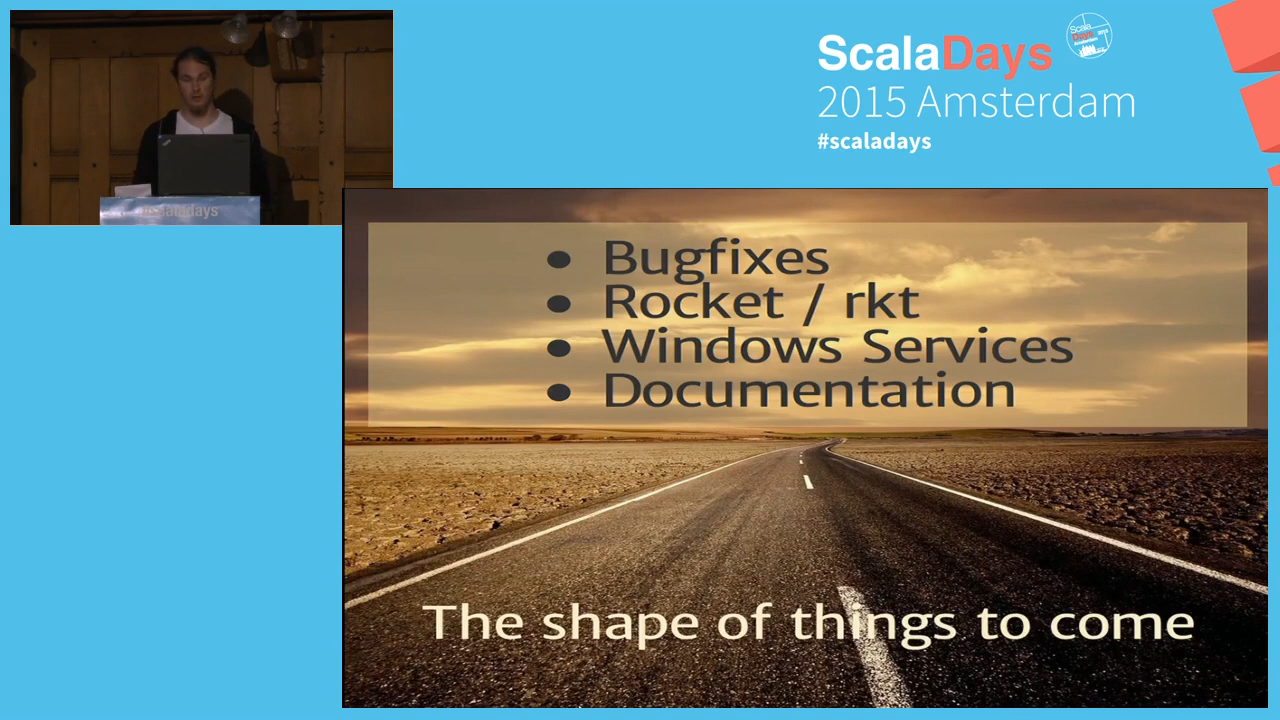 ScalaDays
2015 Amsterdam
#scaladays
#scaladays
• Bugfixes
• Rocket / rkt
• Windows Services
• Documentation
The shape of things to come